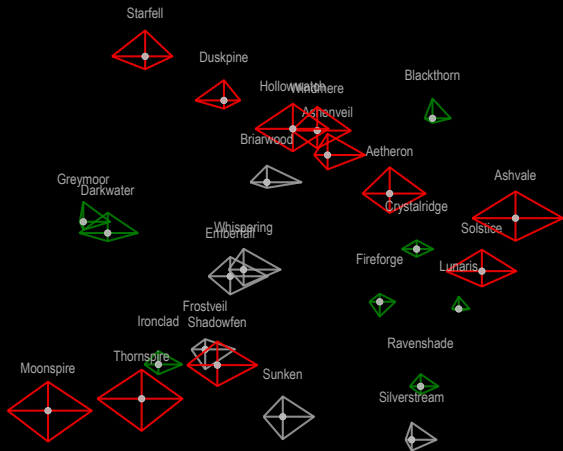 Starfell
Duskpine
Blackthorn
Hollowwatch
Windmere
Ashenveil
Briarwood
Aetheron
Ashvale
Greymoor
Darkwater
Crystalridge
Solstice
Whispering
Emberfall
Fireforge
Lunaris
Frostveil
Ironclad
Shadowfen
Ravenshade
Thornspire
Moonspire
Sunken
Silverstream